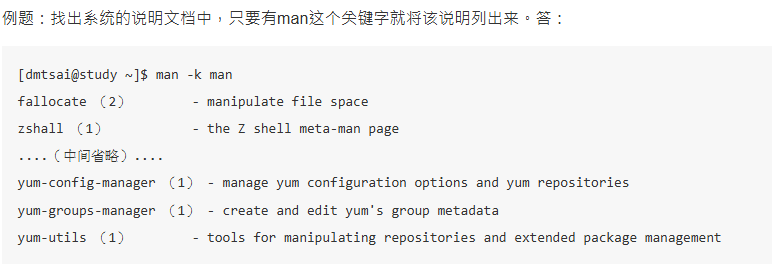 例题：找出系统的说明文档中，只要有man这个关键字就将该说明列出来。答：
[dmtsai@study ~]$ man -k man
fallocate （2）         - manipulate file space
zshall （1）            - the Z shell meta-man page
....（中间省略）....
yum-config-manager （1） - manage yum configuration options and yum repositories
yum-groups-manager （1） - create and edit yum's group metadata
yum-utils （1）         - tools for manipulating repositories and extended package management